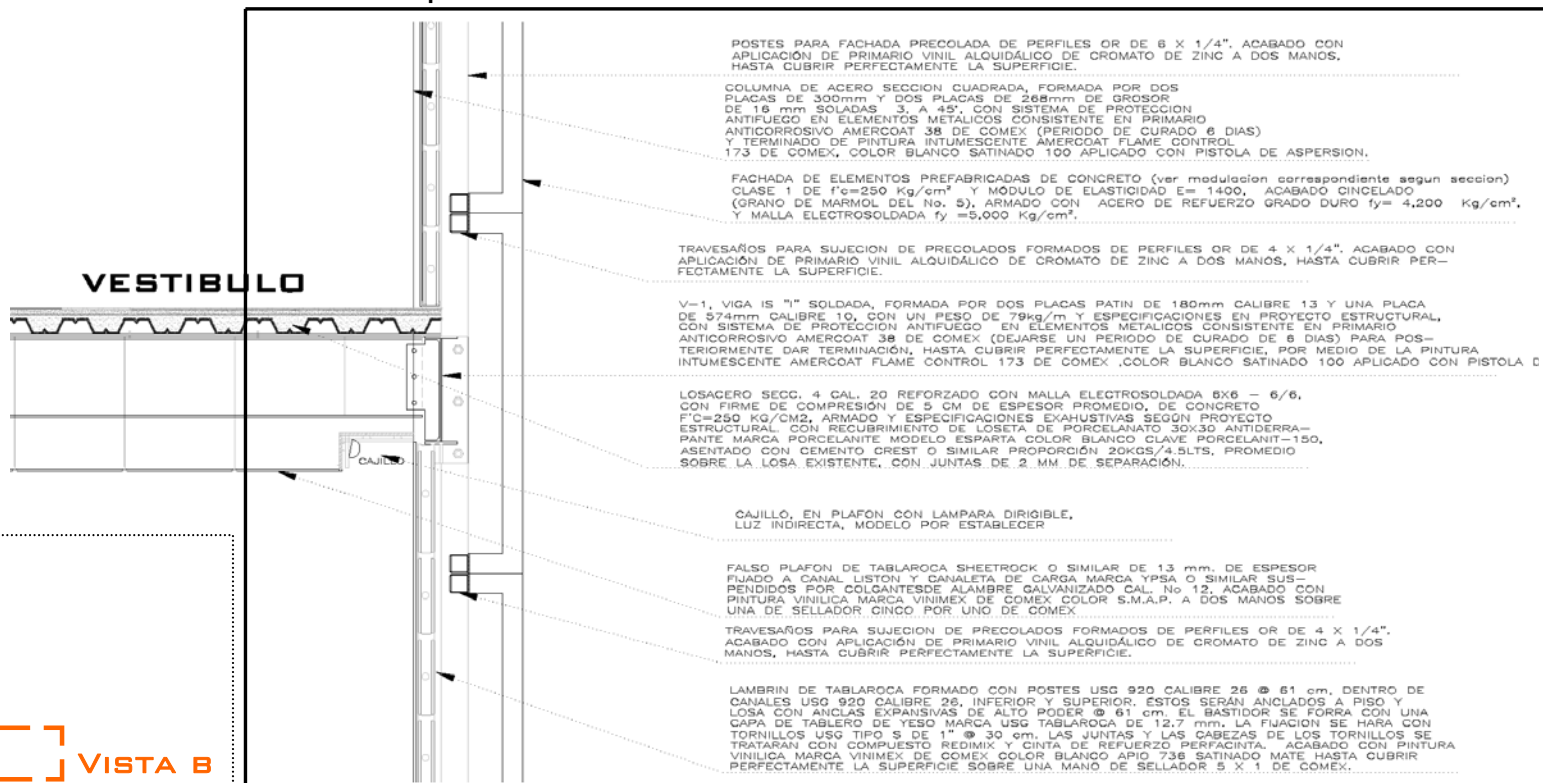 POSTES PARA FACHADA PRECOLADA DE PERFILES OR DE 6 X 1/4". ACABADO CON
APLICACIÓN DE PRIMARIO VINIL ALQUIDÁLICO DE CROMATO DE ZINC A DOS MANOS,
HASTA CUBRIR PERFECTAMENTE LA SUPERFICIE.
COLUMNA DE ACERO SECCION CUADRADA, FORMADA POR DOS
PLACAS DE 300mm Y DOS PLACAS DE 268mm DE GROSOR
DE 16 mm SOLADAS 3, A 45°, CON SISTEMA DE PROTECCION
ANTIFUEGO EN ELEMENTOS METALICOS CONSISTENTE EN PRIMARIO
ANTICORROSIVO AMERCOAT 38 DE COMEX (PERIODO DE CURADO 6 DIAS)
Y TERMINADO DE PINTURA INTUMESCENTE AMERCOAT FLAME CONTROL
173 DE COMEX, COLOR BLANCO SATINADO 100 APLICADO CON PISTOLA DE ASPERSION.
FACHADA DE ELEMENTOS PREFABRICADAS DE CONCRETO (ver modulacion correspondiente segun seccion)
CLASE 1 DE f'c=250 Kg/cm² Y MÓDULO DE ELASTICIDAD E= 1400, ACABADO CINCELADO
(GRANO DE MARMOL DEL No. 5), ARMADO CON ACERO DE REFUERZO GRADO DURO fy= 4,200 Kg/cm²,
Y MALLA ELECTROSOLDADA fy =5,000 Kg/cm².
TRAVESAÑOS PARA SUJECION DE PRECOLADOS FORMADOS DE PERFILES OR DE 4 X 1/4". ACABADO CON
APLICACIÓN DE PRIMARIO VINIL ALQUIDÁLICO DE CROMATO DE ZINC A DOS MANOS, HASTA CUBRIR PER-
FECTAMENTE LA SUPERFICIE.
VESTIBULO
V-1, VIGA IS "I" SOLDADA, FORMADA POR DOS PLACAS PATIN DE 180mm CALIBRE 13 Y UNA PLACA
DE 574mm CALIBRE 10, CON UN PESO DE 79kg/m Y ESPECIFICACIONES EN PROYECTO ESTRUCTURAL,
CON SISTEMA DE PROTECCION ANTIFUEGO EN ELEMENTOS METALICOS CONSISTENTE EN PRIMARIO
ANTICORROSIVO AMERCOAT 38 DE COMEX (DEJARSE UN PERIODO DE CURADO DE 6 DIAS) PARA POS-
TERIORMENTE DAR TERMINACIÓN, HASTA CUBRIR PERFECTAMENTE LA SUPERFICIE, POR MEDIO DE LA PINTURA
INTUMESCENTE AMERCOAT FLAME CONTROL 173 DE COMEX ,COLOR BLANCO SATINADO 100 APLICADO CON PISTOLA D
LOSACERO SECC. 4 CAL. 20 REFORZADO CON MALLA ELECTROSOLDADA 6X6 - 6/6,
CON FIRME DE COMPRESIÓN DE 5 CM DE ESPESOR PROMEDIO, DE CONCRETO
F'C=250 KG/CM2, ARMADO Y ESPECIFICACIONES EXAHUSTIVAS SEGÚN PROYECTO
ESTRUCTURAL. CON RECUBRIMIENTO DE LOSETA DE PORCELANATO 30X30 ANTIDERRA-
PANTE MARCA PORCELANITE MODELO ESPARTA COLOR BLANCO CLAVE PORCELANIT-150,
ASENTADO CON CEMENTO CREST O SIMILAR PROPORCIÓN 20KGS/4.5LTS, PROMEDIO
SOBRE LA LOSA EXISTENTE, CON JUNTAS DE 2 MM DE SEPARACIÓN.
CAJILLO
CAJILLO, EN PLAFON CON LAMPARA DIRIGIBLE,
LUZ INDIRECTA, MODELO POR ESTABLECER
FALSO PLAFON DE TABLAROCA SHEETROCK O SIMILAR DE 13 mm. DE ESPESOR
FIJADO A CANAL LISTON Y CANALETA DE CARGA MARCA YPSA O SIMILAR SUS-
PENDIDOS POR COLGANTESDE ALAMBRE GALVANIZADO CAL. No 12, ACABADO CON
PINTURA VINILICA MARCA VINIMEX DE COMEX COLOR S.M.A.P. A DOS MANOS SOBRE
UNA DE SELLADOR CINCO POR UNO DE COMEX
TRAVESAÑOS PARA SUJECION DE PRECOLADOS FORMADOS DE PERFILES OR DE 4 X 1/4".
ACABADO CON APLICACIÓN DE PRIMARIO VINIL ALQUIDÁLICO DE CROMATO DE ZINC A DOS
MANOS, HASTA CUBRIR PERFECTAMENTE LA SUPERFICIE.
LAMBRIN DE TABLAROCA FORMADO CON POSTES USG 920 CALIBRE 26 @ 61 cm, DENTRO DE
CANALES USG 920 CALIBRE 26, INFERIOR Y SUPERIOR. ÉSTOS SERÁN ANCLADOS A PISO Y
LOSA CON ANCLAS EXPANSIVAS DE ALTO PODER @ 61 cm. EL BASTIDOR SE FORRA CON UNA
CAPA DE TABLERO DE YESO MARCA USG TABLAROCA DE 12.7 mm. LA FIJACION SE HARA CON
TORNILLOS USG TIPO S DE 1" @ 30 cm. LAS JUNTAS Y LAS CABEZAS DE LOS TORNILLOS SE
TRATARAN CON COMPUESTO REDIMIX Y CINTA DE REFUERZO PERFACINTA. ACABADO CON PINTURA
VINILICA MARCA VINIMEX DE COMEX COLOR BLANCO APIO 736 SATINADO MATE HASTA CUBRIR
PERFECTAMENTE LA SUPERFICIE SOBRE UNA MANO DE SELLADOR 5 X 1 DE COMEX.
VISTA B